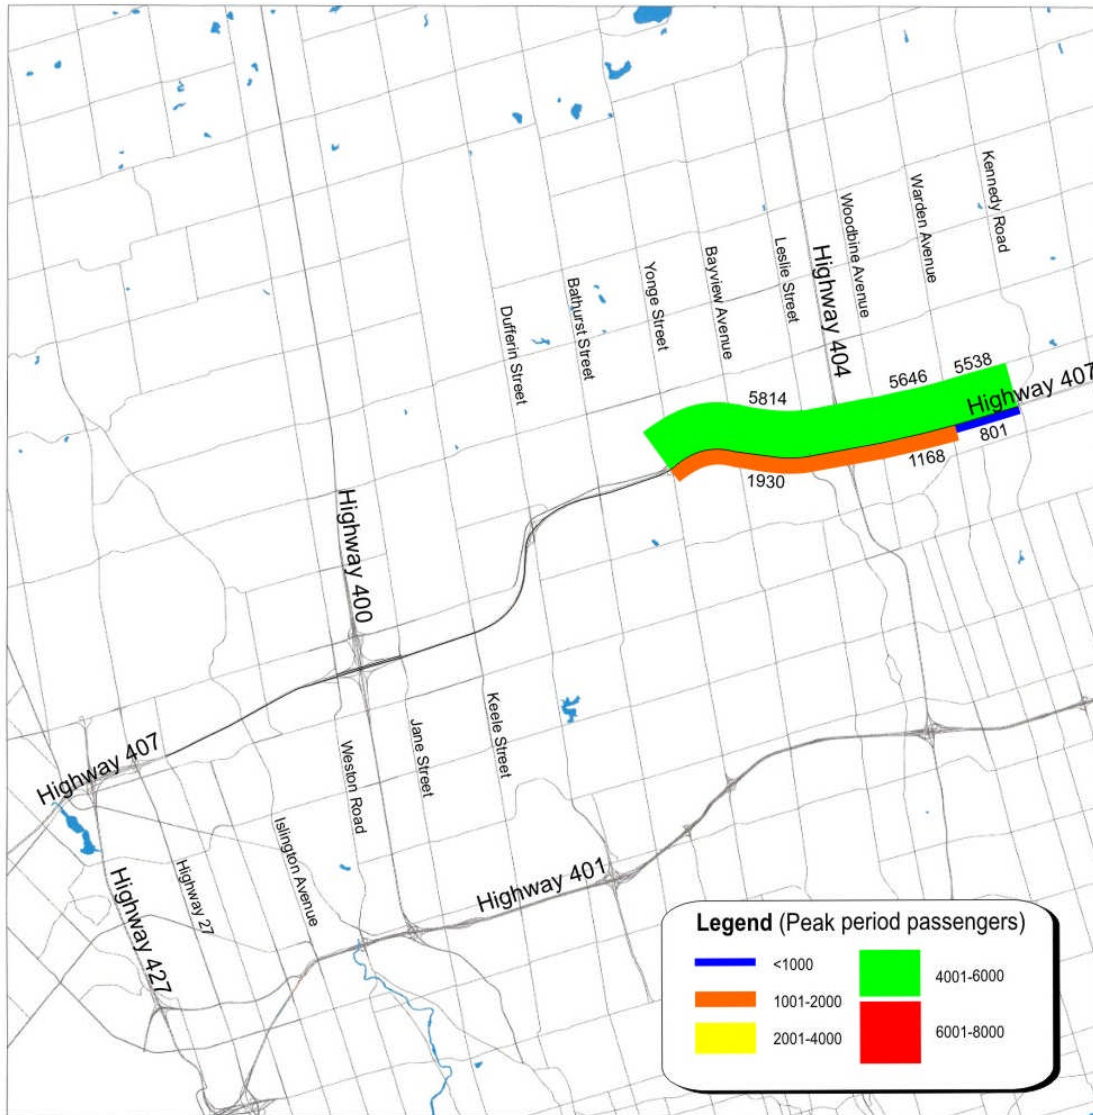 Kennedy Road
Warden Avenue
Woodbine Avenue
Highway 404
Leslie Street
Bayview Avenue
Yonge Street
Bathurst Street
Dufferin Street
5538
5646
5814
Highway 407
801
1168
1930
Highway 400
Keele Street
Jane Street
Weston Road
Highway 407
Islington Avenue
Highway 27
Highway 427
Highway 401
Legend (Peak period passengers)
<1000
1001-2000
2001-4000
4001-6000
6001-8000